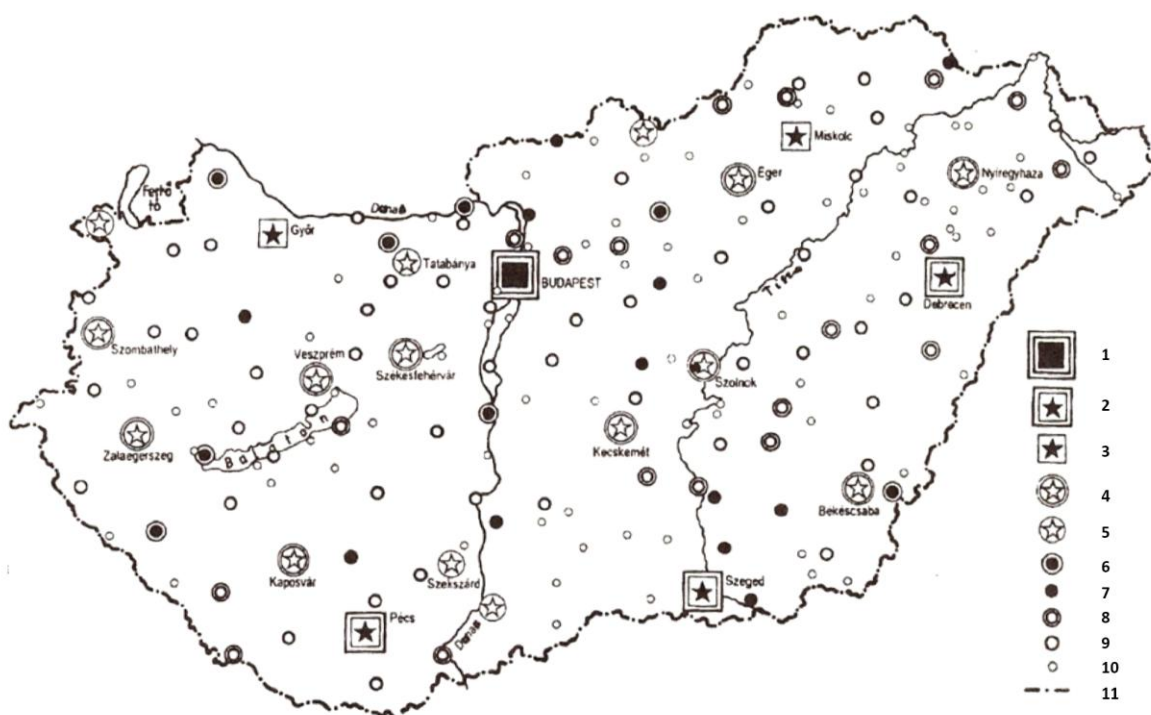 Miskolc
Eger
Nyíregyháza
Fertő
tó
Duna
Győr
Tatabánya
BUDAPEST
Tisza
Debrecen
Szombathely
Veszprém
Székesfehérvár
Szolnok
Balaton
Zalaegerszeg
Kecskemét
Békéscsaba
Kaposvár
Szekszárd
Szeged
Pécs
Duna
1
2
3
4
5
6
7
8
9
10
11